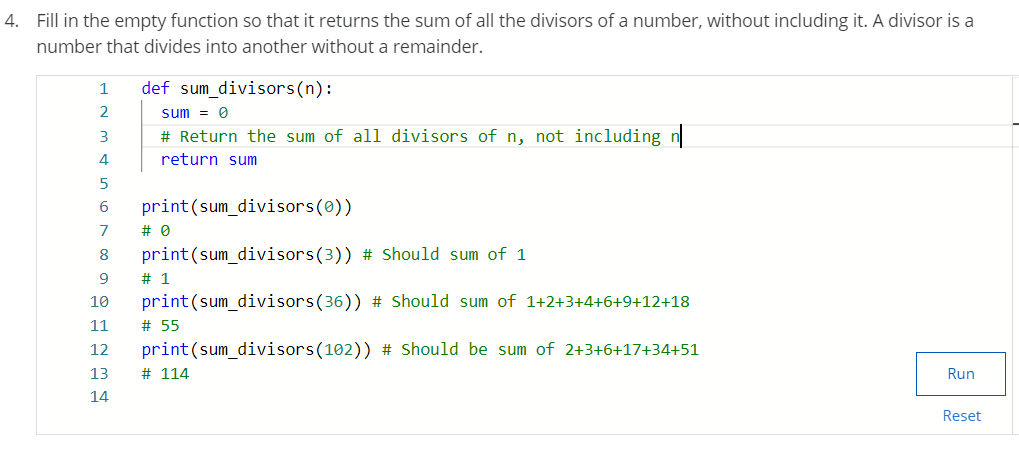 4. Fill in the empty function so that it returns the sum of all the divisors of a number, without including it. A divisor is a
number that divides into another without a remainder.
1 def sum_divisors(n):
2 sum = 0
3 # Return the sum of all divisors of n, not including n
4 return sum
5
6 print(sum_divisors(0))
7 # 0
8 print(sum_divisors(3)) # Should sum of 1
9 # 1
10 print(sum_divisors(36)) # Should sum of 1+2+3+4+6+9+12+18
11 # 55
12 print(sum_divisors(102)) # Should be sum of 2+3+6+17+34+51
13 # 114
14
Run
Reset